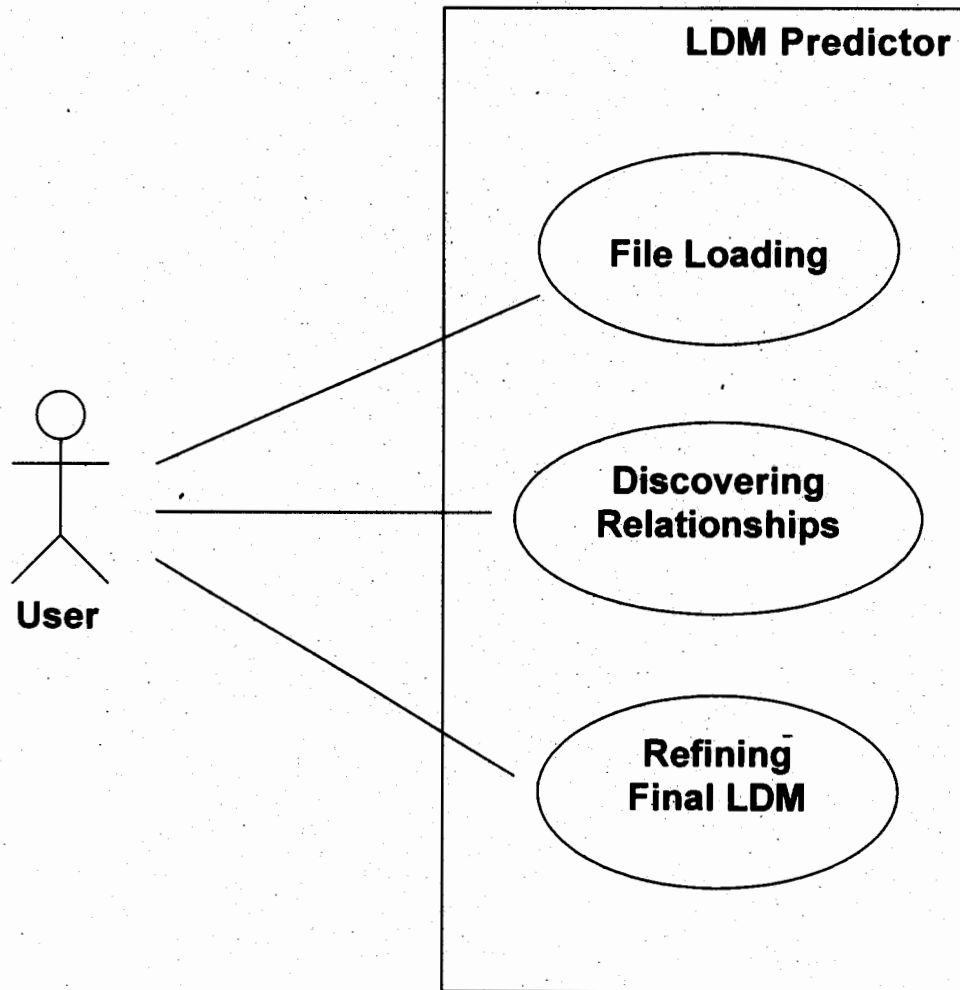 LDM Predictor
File Loading
Discovering
Relationships
User
Refining
Final LDM